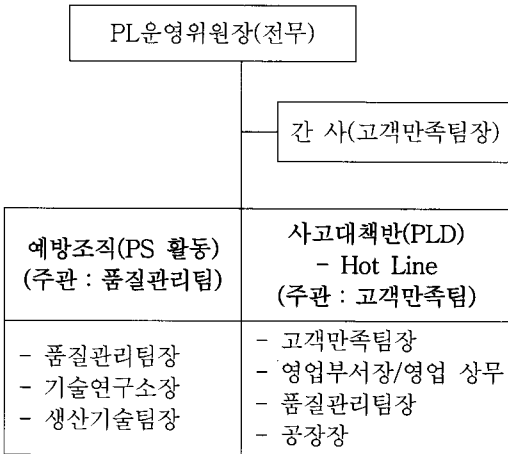 PL운영위원장(전무)
간 사(고객만족팀장)
예방조직(PS 활동)
(주관 : 품질관리팀)
사고대책반(PLD)
- Hot Line
(주관 : 고객만족팀)
- 품질관리팀장
- 기술연구소장
- 생산기술팀장
- 고객만족팀장
- 영업부서장/영업 상무
- 품질관리팀장
- 공장장